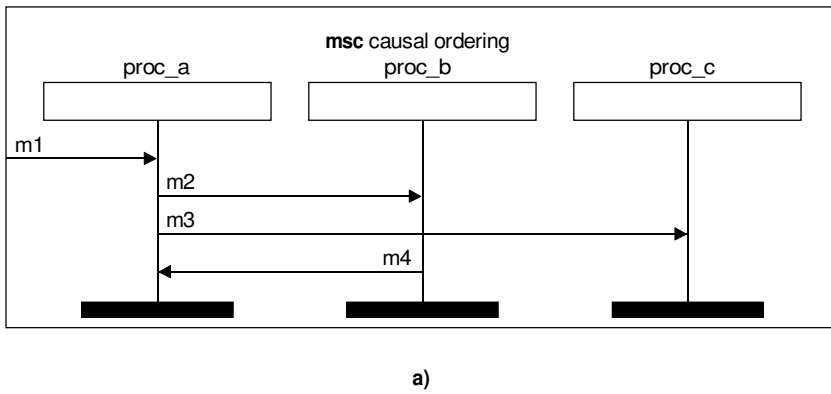 msc causal ordering
proc_a proc_b proc_c
m1
m2
m3
m4
a)